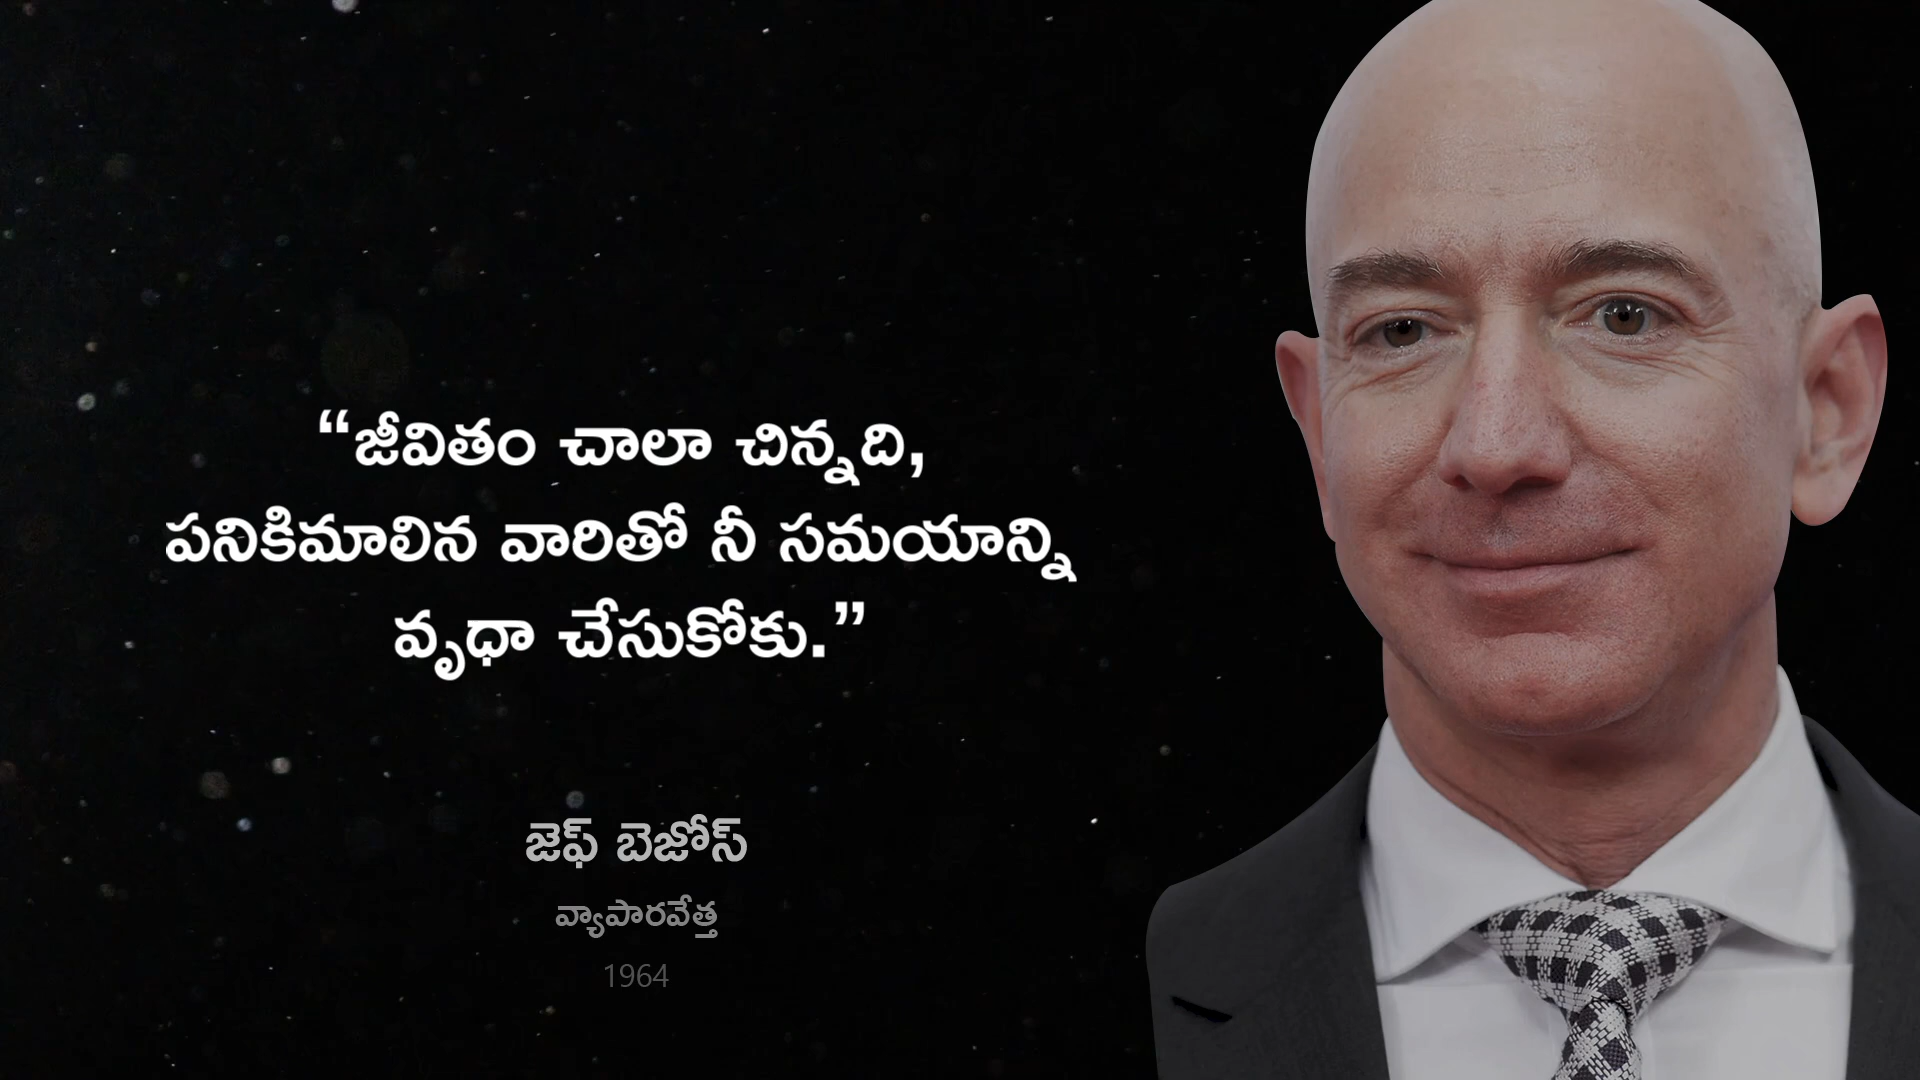 “జీవితం చాలా చిన్నది,
పనికిమాలిన వారితో నీ సమయాన్ని
వృధా చేసుకోకు.”
జెఫ్ బెజోస్
వ్యాపారవేత్త
1964